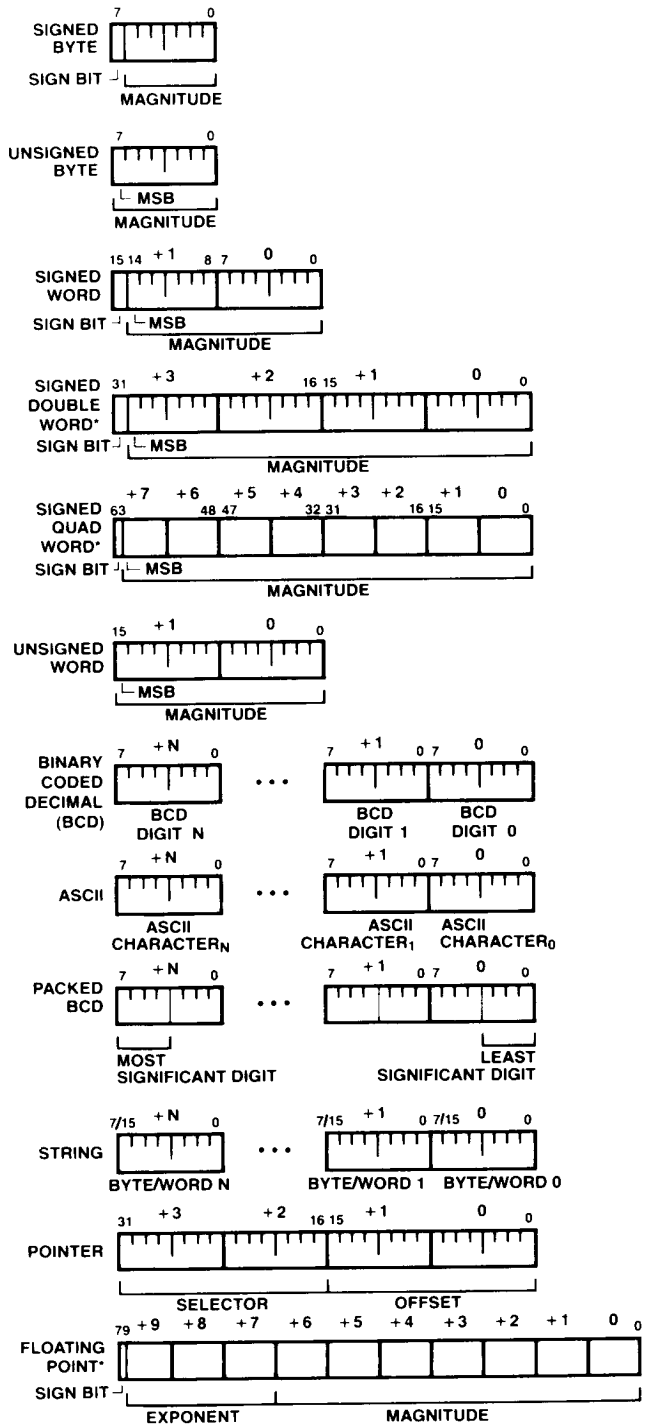 7 0
SIGNED
BYTE
SIGN BIT
MAGNITUDE
7 0
UNSIGNED
BYTE
MSB
MAGNITUDE
15 14 +1 8 7 0 0
SIGNED
WORD
SIGN BIT MSB
MAGNITUDE
31 +3 +2 16 15 +1 0 0
SIGNED
DOUBLE
WORD*
SIGN BIT MSB
MAGNITUDE
+7 +6 +5 +4 +3 +2 +1 0
63 48 47 32 31 16 15 0
SIGNED
QUAD
WORD*
SIGN BIT MSB
MAGNITUDE
15 +1 0 0
UNSIGNED
WORD
MSB
MAGNITUDE
7 +N 0 7 +1 0 7 0 0
BINARY
CODED
DECIMAL
(BCD)
...
BCD BCD BCD
DIGIT N DIGIT 1 DIGIT 0
7 +N 0 7 +1 0 7 0 0
ASCII ...
ASCII ASCII ASCII
CHARACTERN CHARACTER1 CHARACTER0
7 +N 0 7 +1 0 7 0 0
PACKED
BCD ...
MOST LEAST
SIGNIFICANT DIGIT SIGNIFICANT DIGIT
7/15 +N 0 7/15 +1 0 7/15 0 0
STRING ...
BYTE/WORD N BYTE/WORD 1 BYTE/WORD 0
31 +3 +2 16 15 +1 0 0
POINTER
SELECTOR OFFSET
79 +9 +8 +7 +6 +5 +4 +3 +2 +1 0 0
FLOATING
POINT*
SIGN BIT
EXPONENT MAGNITUDE